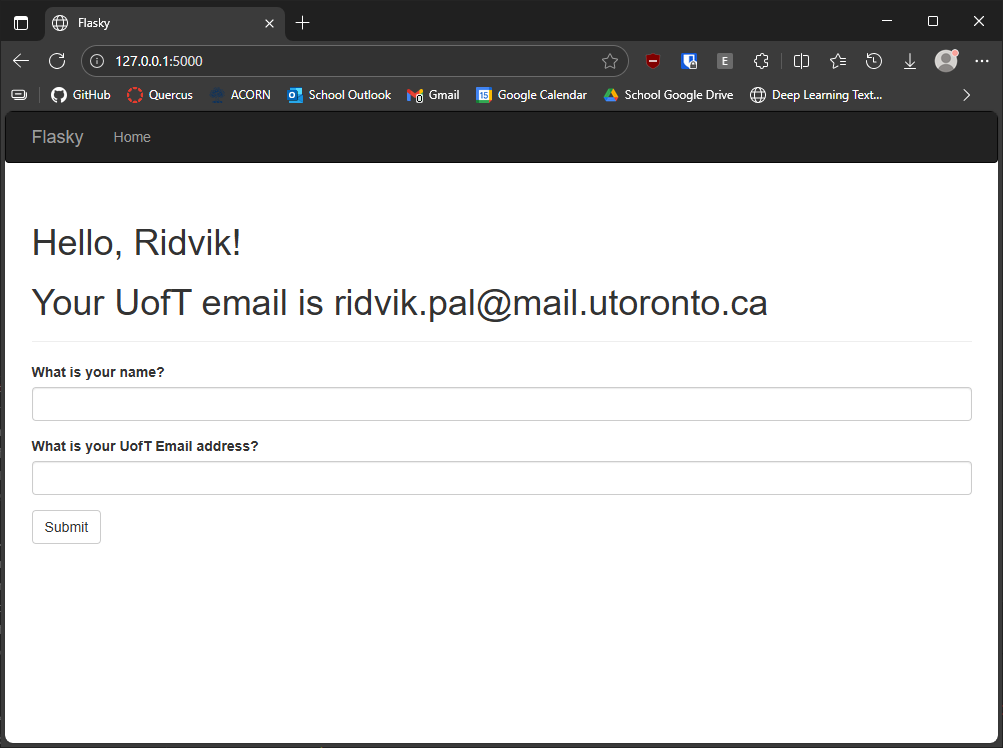 Flasky
127.0.0.1:5000
E
GitHub Quercus ACORN School Outlook Gmail 15 Google Calendar School Google Drive Deep Learning Text...
Flasky Home
Hello, Ridvik!
Your UofT email is ridvik.pal@mail.utoronto.ca
What is your name?
What is your UofT Email address?
Submit